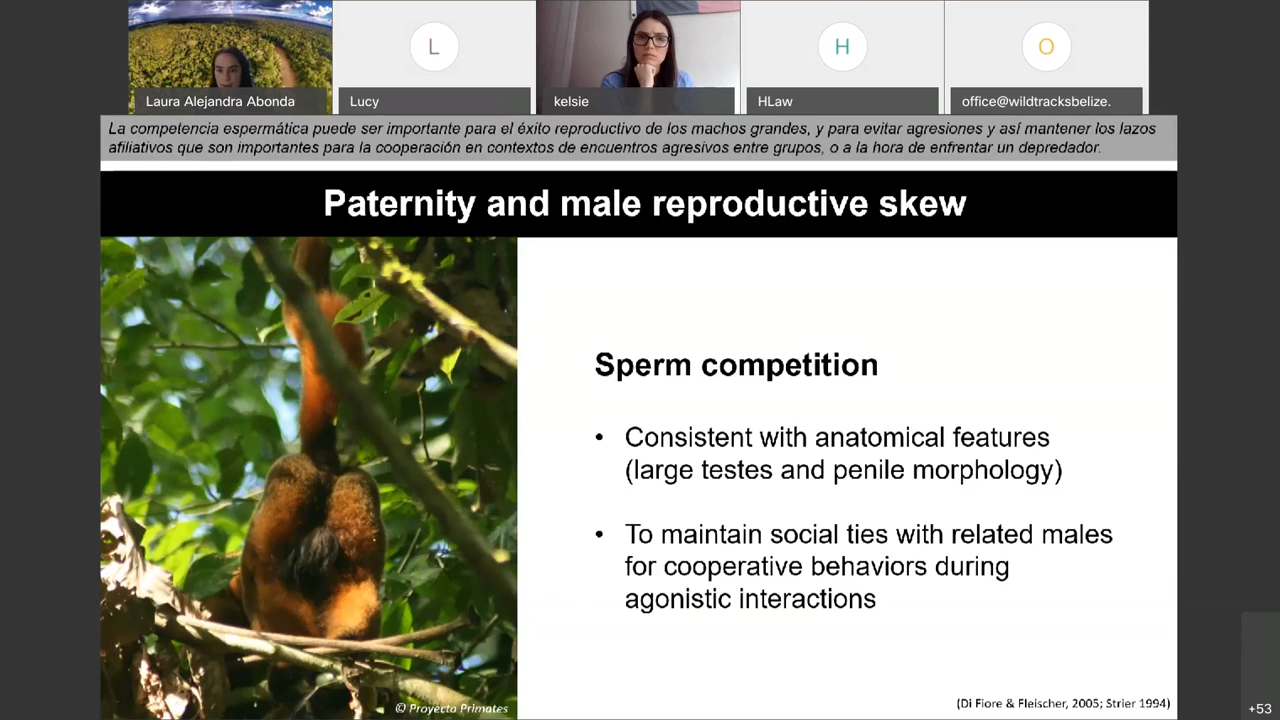 L
H
O
Laura Alejandra Abonda
Lucy
kelsie
HLaw
office@wildtracksbelize.
La competencia espermática puede ser importante para el éxito reproductivo de los machos grandes, y para evitar agresiones y así mantener los lazos
afiliativos que son importantes para la cooperación en contextos de encuentros agresivos entre grupos, o a la hora de enfrentar un depredador.
Paternity and male reproductive skew
Sperm competition
• Consistent with anatomical features
(large testes and penile morphology)
• To maintain social ties with related males
for cooperative behaviors during
agonistic interactions
© Proyecto Primates
(Di Fiore & Fleischer, 2005; Strier 1994)
+53